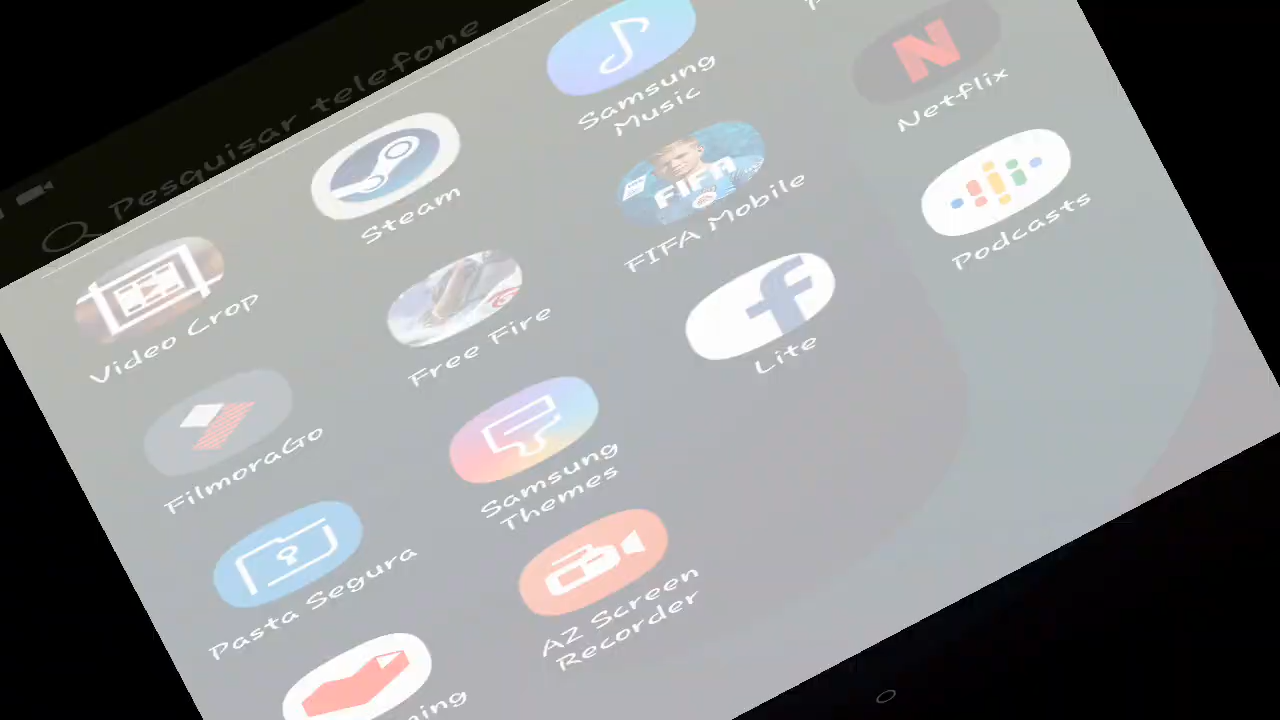 Pesquisar telefone
Video Crop
Steam
Samsung
Music
Netflix
FilmoraGo
Free Fire
FIFA
FIFA Mobile
Podcasts
Pasta Segura
Samsung
Themes
Lite
AZ Screen
Recorder